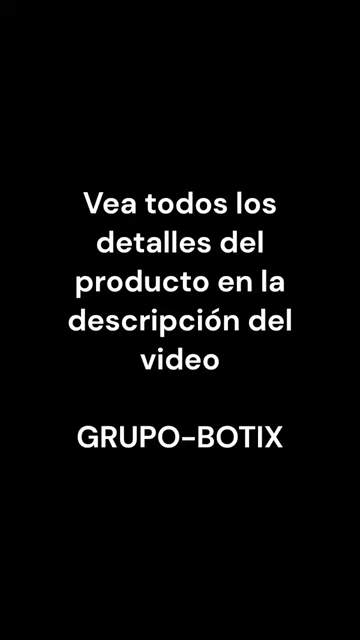 Vea todos los
detalles del
producto en la
descripción del
video
GRUPO-BOTIX